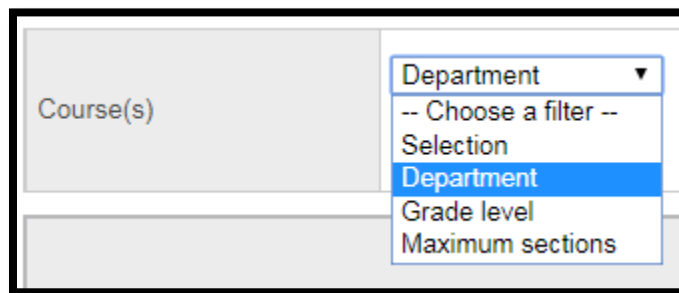 Course(s)
Department
-- Choose a filter --
Selection
Department
Grade level
Maximum sections